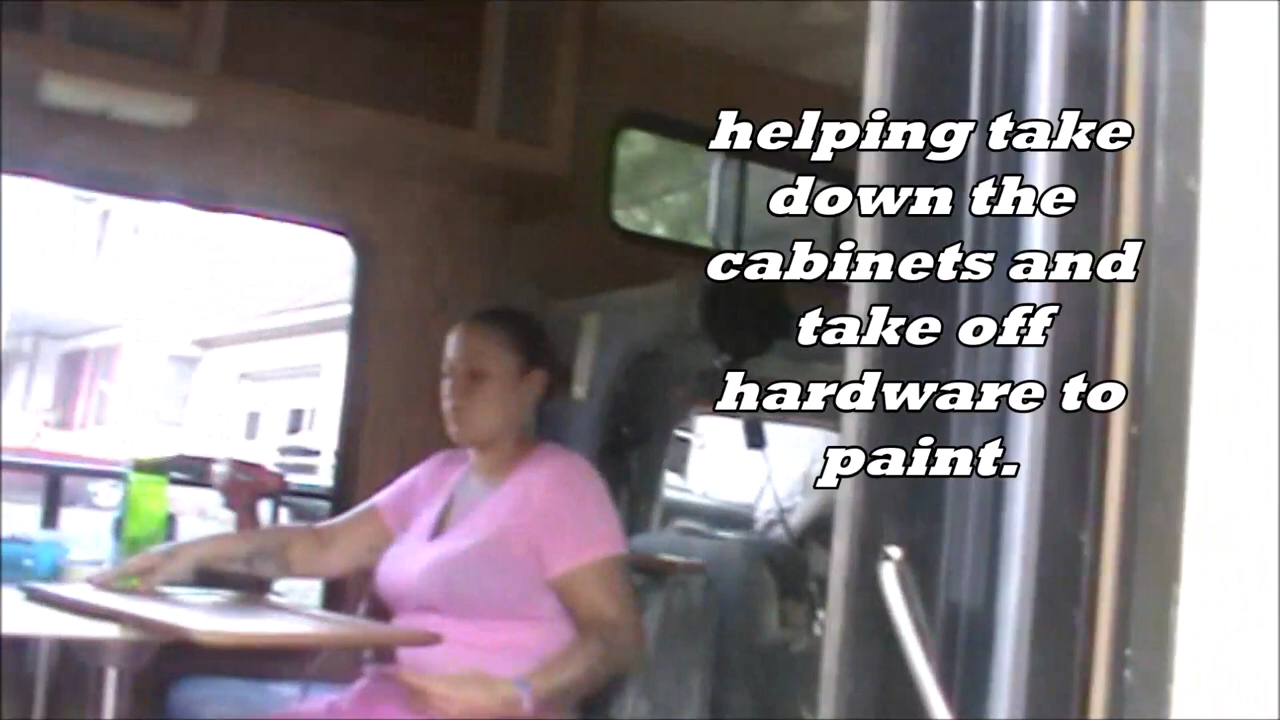 helping take
down the
cabinets and
take off
hardware to
paint.